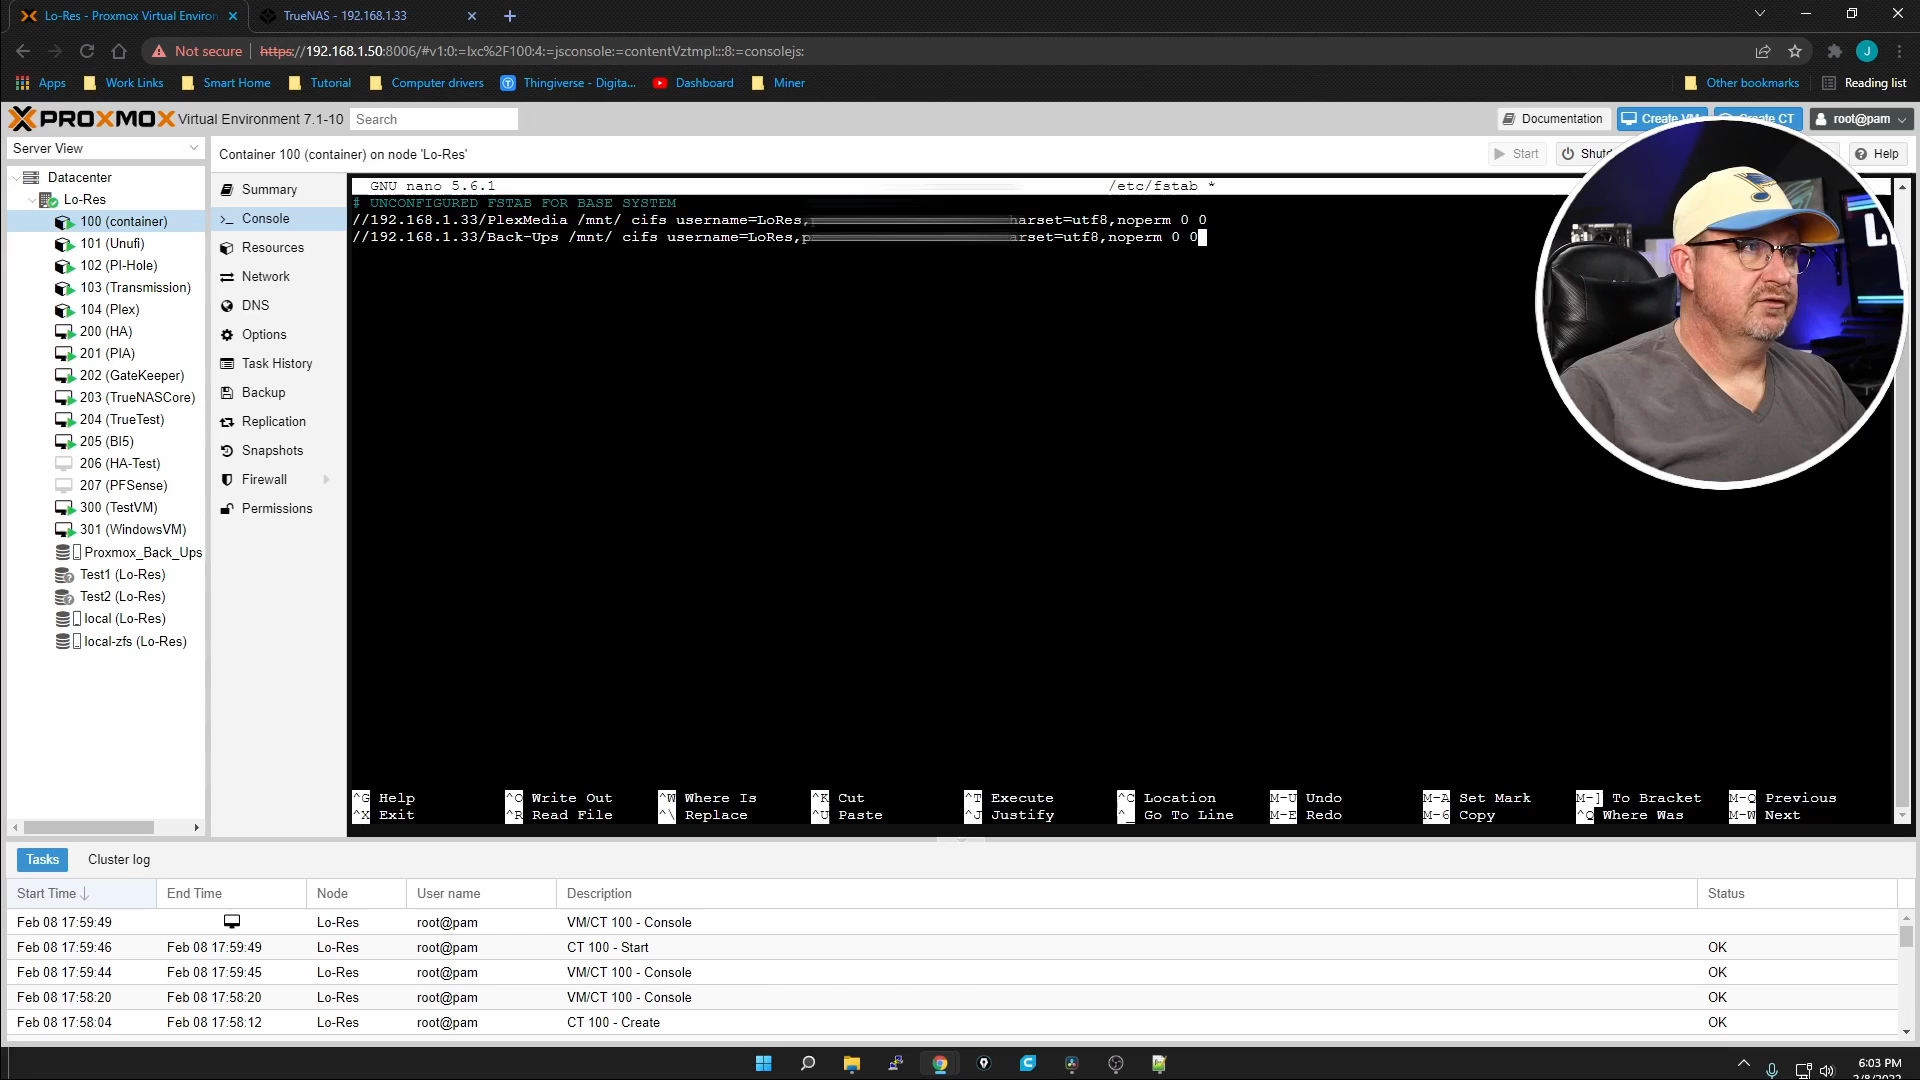 Lo-Res - Proxmox Virtual Environ
TrueNAS - 192.168.1.33
Not secure
https://192.168.1.50:8006/#v1:0:=lxc%2F100:4:=jsconsole:=contentVztmpl:::8:=consolejs:
J
Apps
Work Links
Smart Home
Tutorial
Computer drivers
Thingiverse - Digita...
Dashboard
Miner
Other bookmarks
Reading list
PROXMOX
Virtual Environment 7.1-10
Search
Documentation
Create VM
Create CT
root@pam
Server View
Container 100 (container) on node 'Lo-Res'
Start
Help
Datacenter
Lo-Res
100 (container)
101 (Unufi)
102 (PI-Hole)
103 (Transmission)
104 (Plex)
200 (HA)
201 (PIA)
202 (GateKeeper)
203 (TrueNASCore)
204 (TrueTest)
205 (BI5)
206 (HA-Test)
207 (PFSense)
300 (TestVM)
301 (WindowsVM)
Proxmox_Back_Ups
Test1 (Lo-Res)
Test2 (Lo-Res)
local (Lo-Res)
local-zfs (Lo-Res)
Summary
Console
Resources
Network
DNS
Options
Task History
Backup
Replication
Snapshots
Firewall
Permissions
GNU nano 5.6.1 /etc/fstab *
# UNCONFIGURED FSTAB FOR BASE SYSTEM
//192.168.1.33/PlexMedia /mnt/ cifs username=LoRes, harset=utf8,noperm 0 0
//192.168.1.33/Back-Ups /mnt/ cifs username=LoRes,p harset=utf8,noperm 0 0
^G Help ^O Write Out ^W Where Is ^K Cut ^T Execute ^C Location M-U Undo M-A Set Mark M-] To Bracket M-Q Previous
^X Exit ^R Read File ^\ Replace ^U Paste ^J Justify ^_ Go To Line M-E Redo M-6 Copy ^Q Where Was M-W Next
Tasks
Cluster log
Start Time End Time Node User name Description Status
Feb 08 17:59:49 Lo-Res root@pam VM/CT 100 - Console
Feb 08 17:59:46 Feb 08 17:59:49 Lo-Res root@pam CT 100 - Start OK
Feb 08 17:59:44 Feb 08 17:59:45 Lo-Res root@pam VM/CT 100 - Console OK
Feb 08 17:58:20 Feb 08 17:58:20 Lo-Res root@pam VM/CT 100 - Console OK
Feb 08 17:58:04 Feb 08 17:58:12 Lo-Res root@pam CT 100 - Create OK
6:03 PM